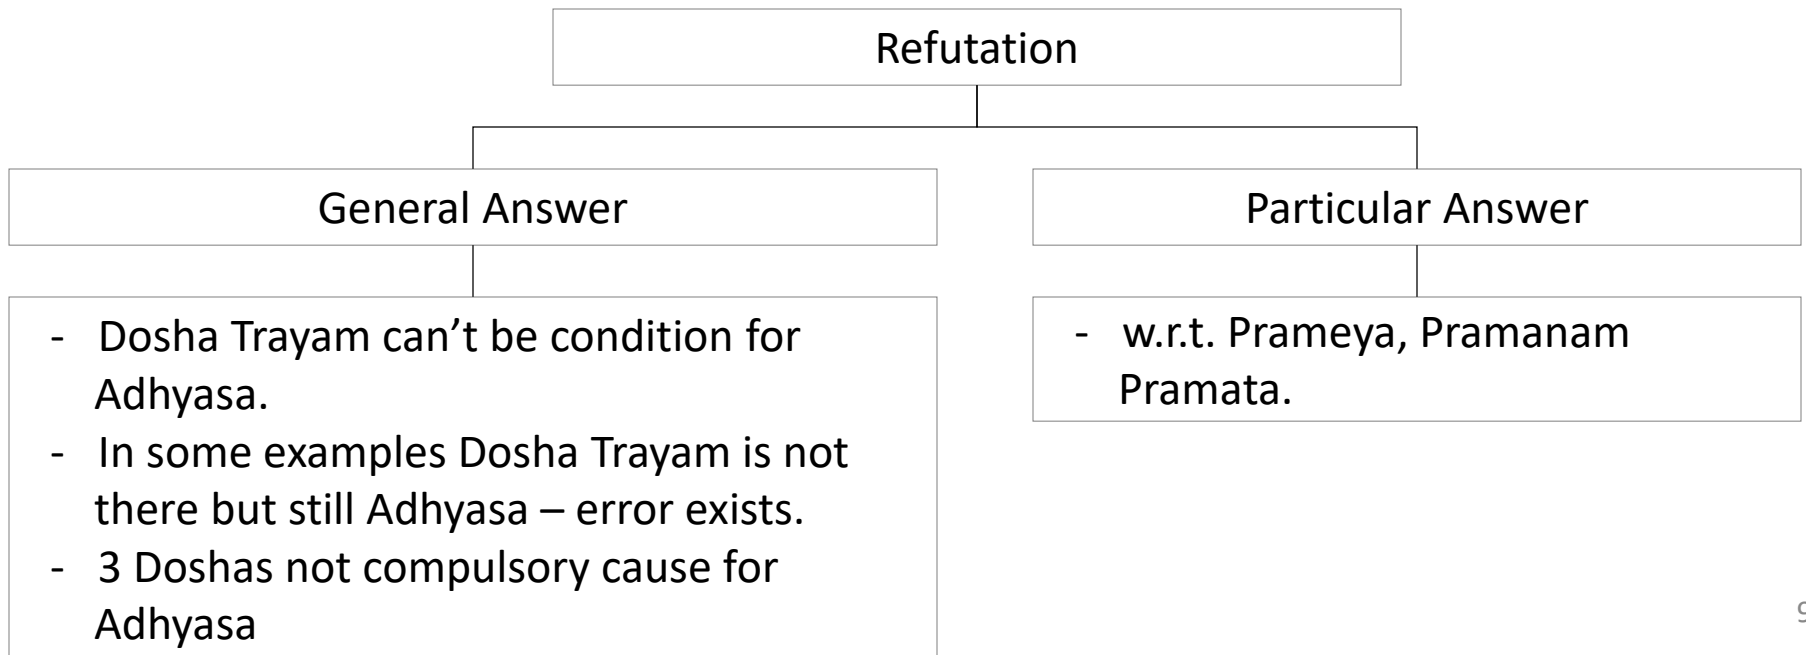 Refutation
General Answer
Particular Answer
- Dosha Trayam can’t be condition for
Adhyasa.
- In some examples Dosha Trayam is not
there but still Adhyasa – error exists.
- 3 Doshas not compulsory cause for
Adhyasa
- w.r.t. Prameya, Pramanam
Pramata.